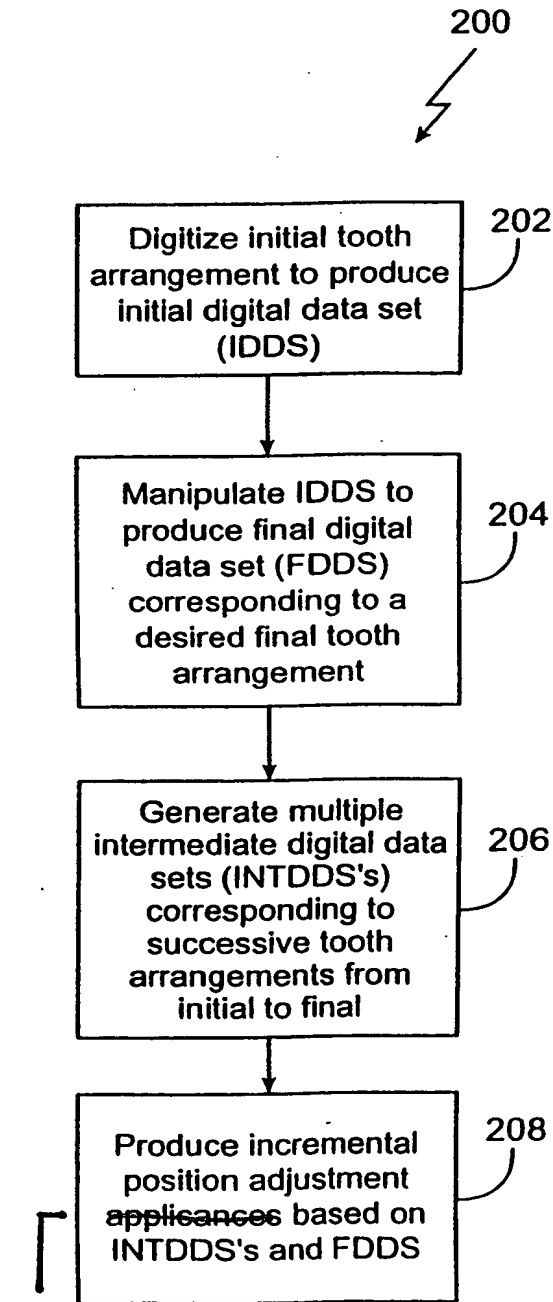 200
202
Digitize initial tooth
arrangement to produce
initial digital data set
(IDDS)
204
Manipulate IDDS to
produce final digital
data set (FDDS)
corresponding to a
desired final tooth
arrangement
206
Generate multiple
intermediate digital data
sets (INTDDS's)
corresponding to
successive tooth
arrangements from
initial to final
208
Produce incremental
position adjustment
applisances based on
INTDDS's and FDDS